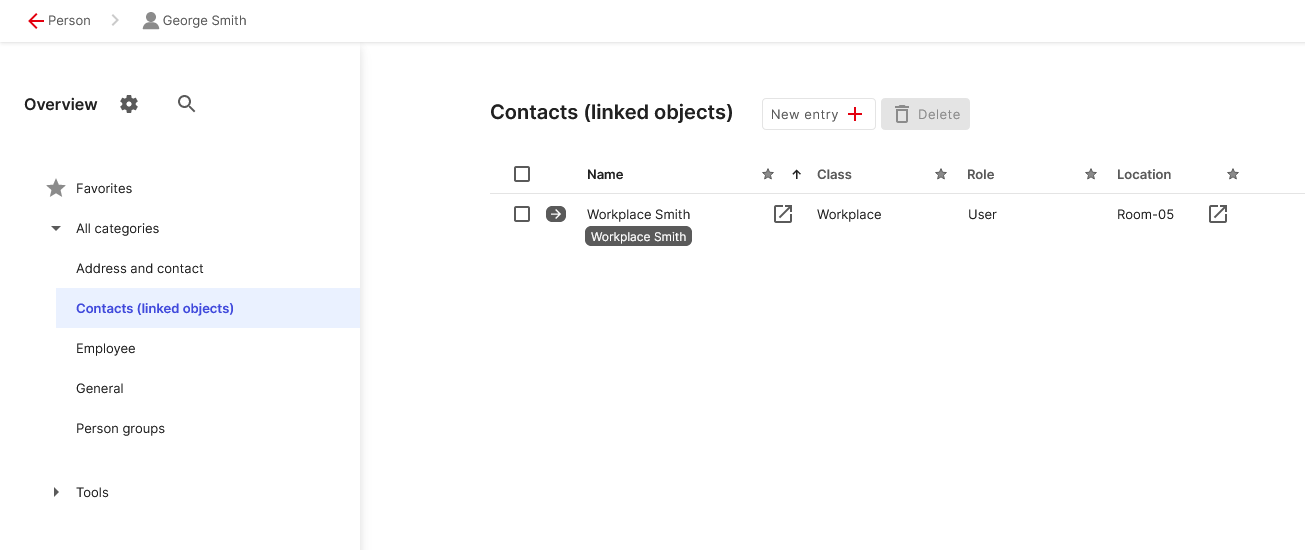 Person George Smith
Overview
Contacts (linked objects) New entry Delete
Favorites
All categories
Address and contact
Contacts (linked objects)
Employee
General
Person groups
Tools
Name Class Role Location
Workplace Smith Workplace User Room-05
Workplace Smith